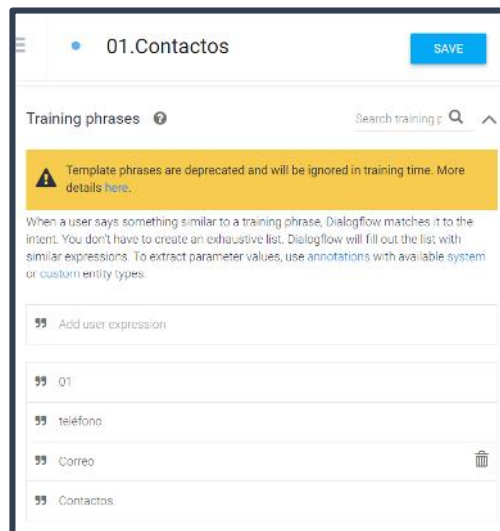 01.Contactos
SAVE
Training phrases
Search training p
Template phrases are deprecated and will be ignored in training time. More
details here.
When a user says something similar to a training phrase, Dialogflow matches it to the
intent. You don't have to create an exhaustive list. Dialogflow will fill out the list with
similar expressions. To extract parameter values, use annotations with available system
or custom entity types.
Add user expression
01
teléfono
Correo
Contactos